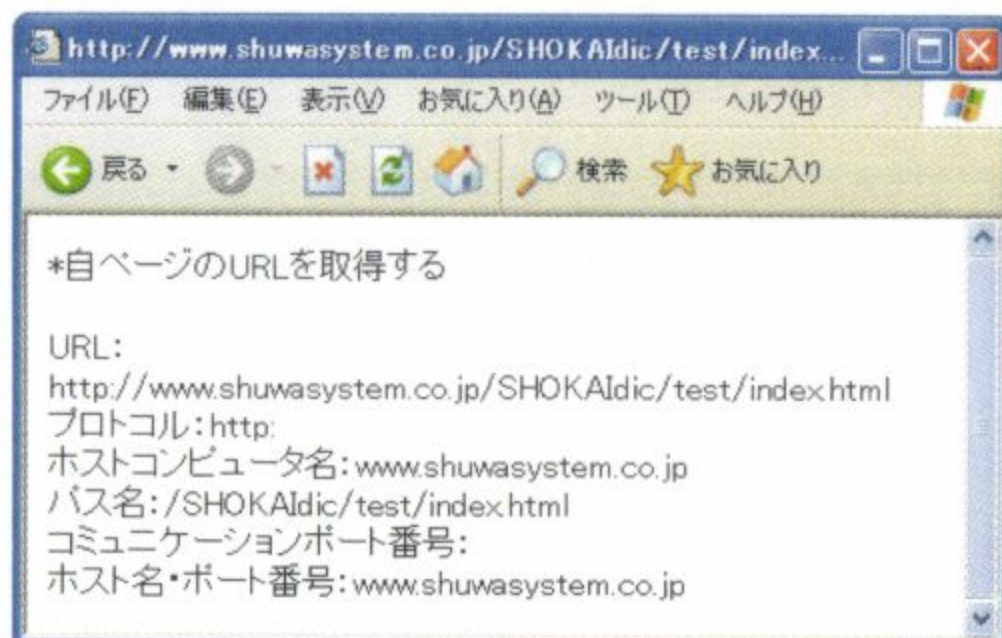 http://www.shuwasystem.co.jp/SHOKAIdic/test/index...
ファイル(F) 編集(E) 表示(V) お気に入り(A) ツール(T) ヘルプ(H)
戻る 検索 お気に入り
*自ページのURLを取得する
URL:
http://www.shuwasystem.co.jp/SHOKAIdic/test/index.html
プロトコル:http:
ホストコンピュータ名:www.shuwasystem.co.jp
パス名:/SHOKAIdic/test/index.html
コミュニケーションポート番号:
ホスト名・ポート番号:www.shuwasystem.co.jp